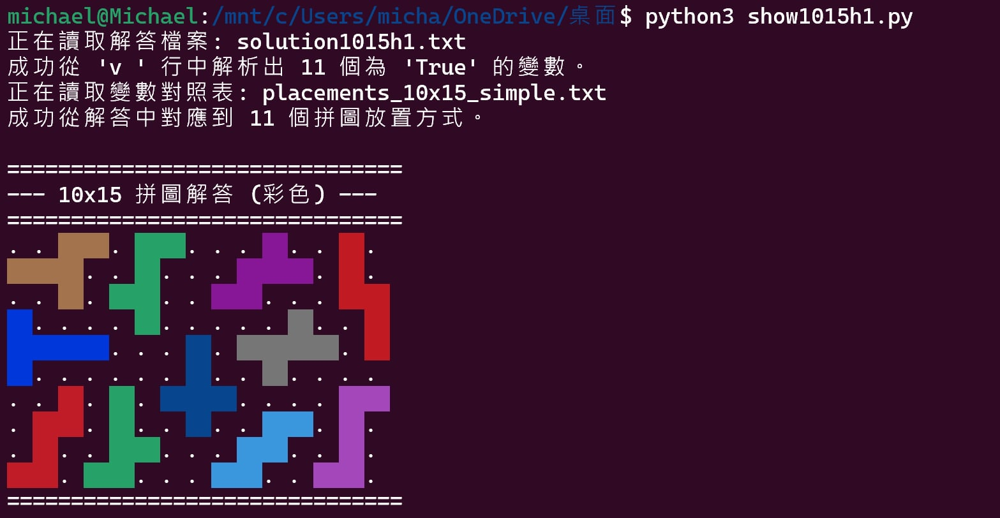 michael@Michael:/mnt/c/Users/micha/OneDrive/桌面$ python3 show1015h1.py
正在讀取解答檔案: solution1015h1.txt
成功從 'v ' 行中解析出 11 個為 'True' 的變數。
正在讀取變數對照表: placements_10x15_simple.txt
成功從解答中對應到 11 個拼圖放置方式。
===============================
--- 10x15 拼圖解答 (彩色) ---
===============================
. . . . . . . . .
. . . . . . .
. . . . . . . .
. . . . . . . . . . .
. . . . .
. . . . . . . . . . . .
. . . . . . . .
. . . . . . . .
. . . . . . . . .
. . . . . . .
===============================